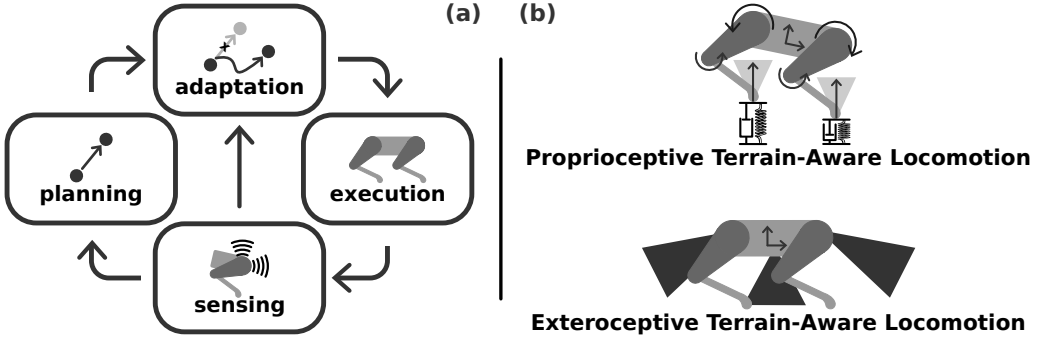 (a)
adaptation
planning
execution
sensing
(b)
Proprioceptive Terrain-Aware Locomotion
Exteroceptive Terrain-Aware Locomotion